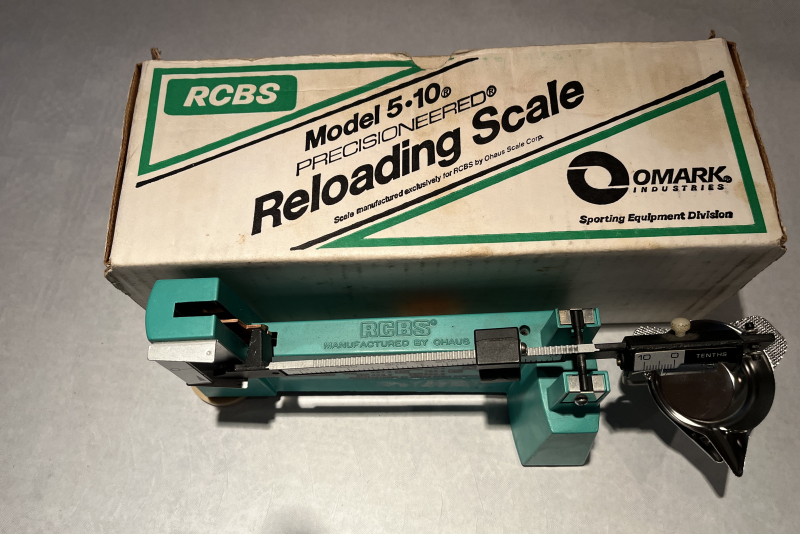 RCBS
Model 5•10®
PRECISIONEERED®
Reloading Scale
Scale manufactured exclusively for RCBS by Ohaus Scale Corp.
OMARK
INDUSTRIES
Sporting Equipment Division
RCBS®
MANUFACTURED BY OHAUS
10 0 TENTHS